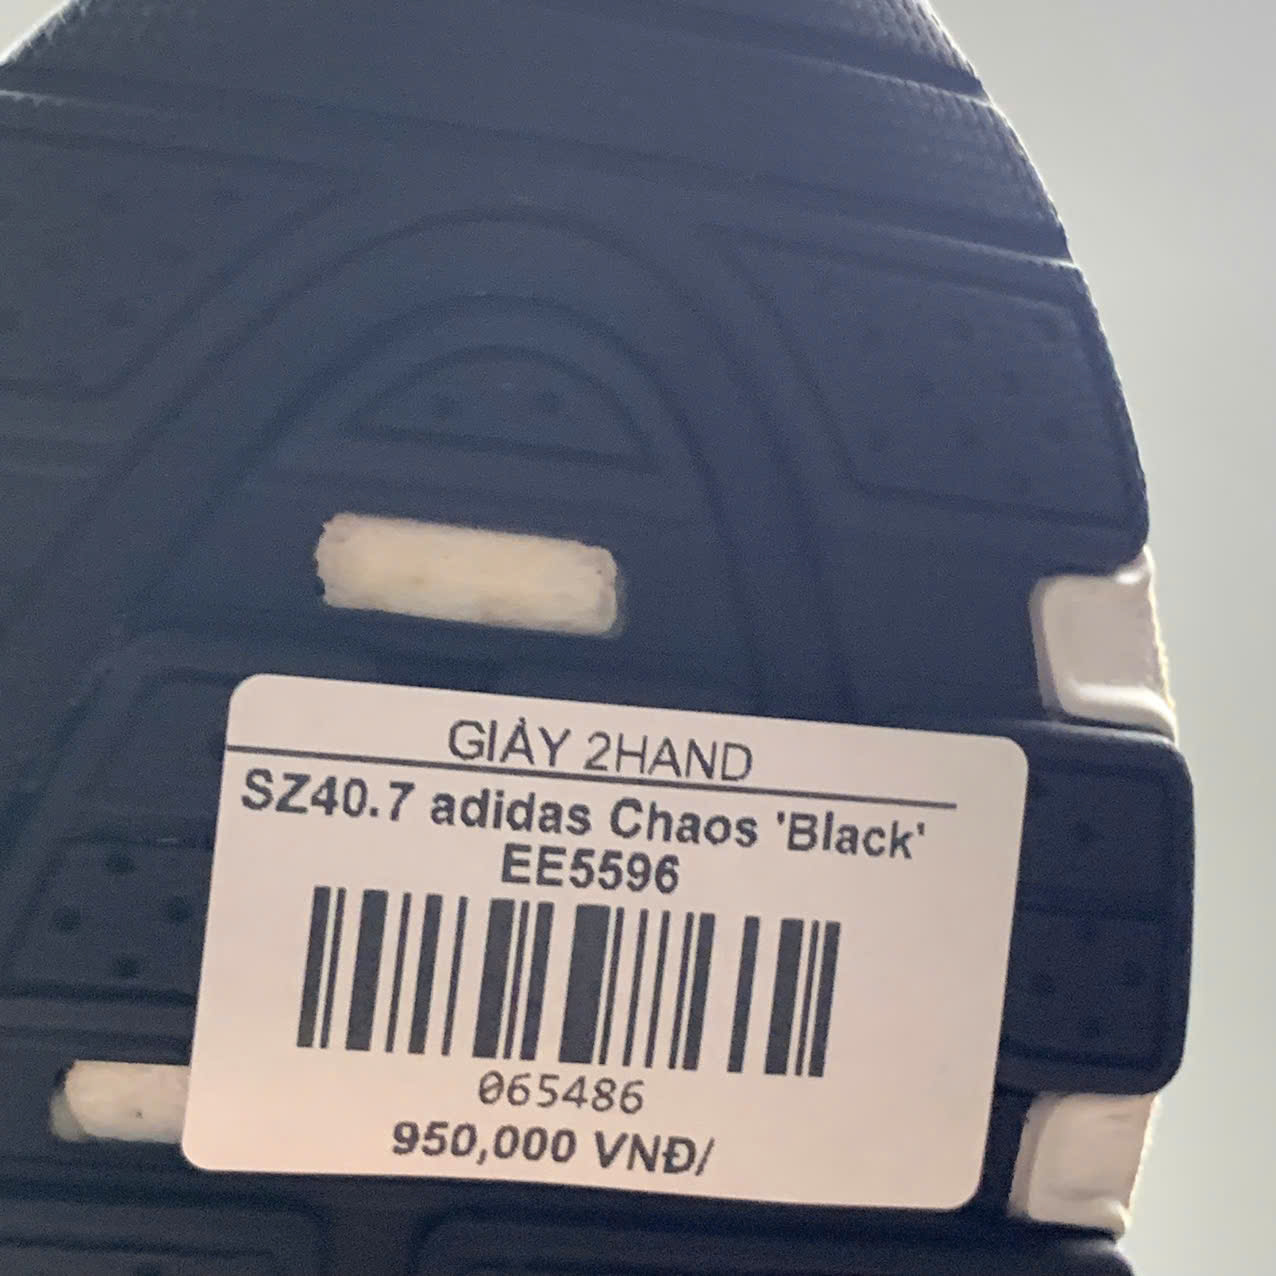 GIÀY 2HAND
SZ40.7 adidas Chaos 'Black'
EE5596
065486
950,000 VNĐ/